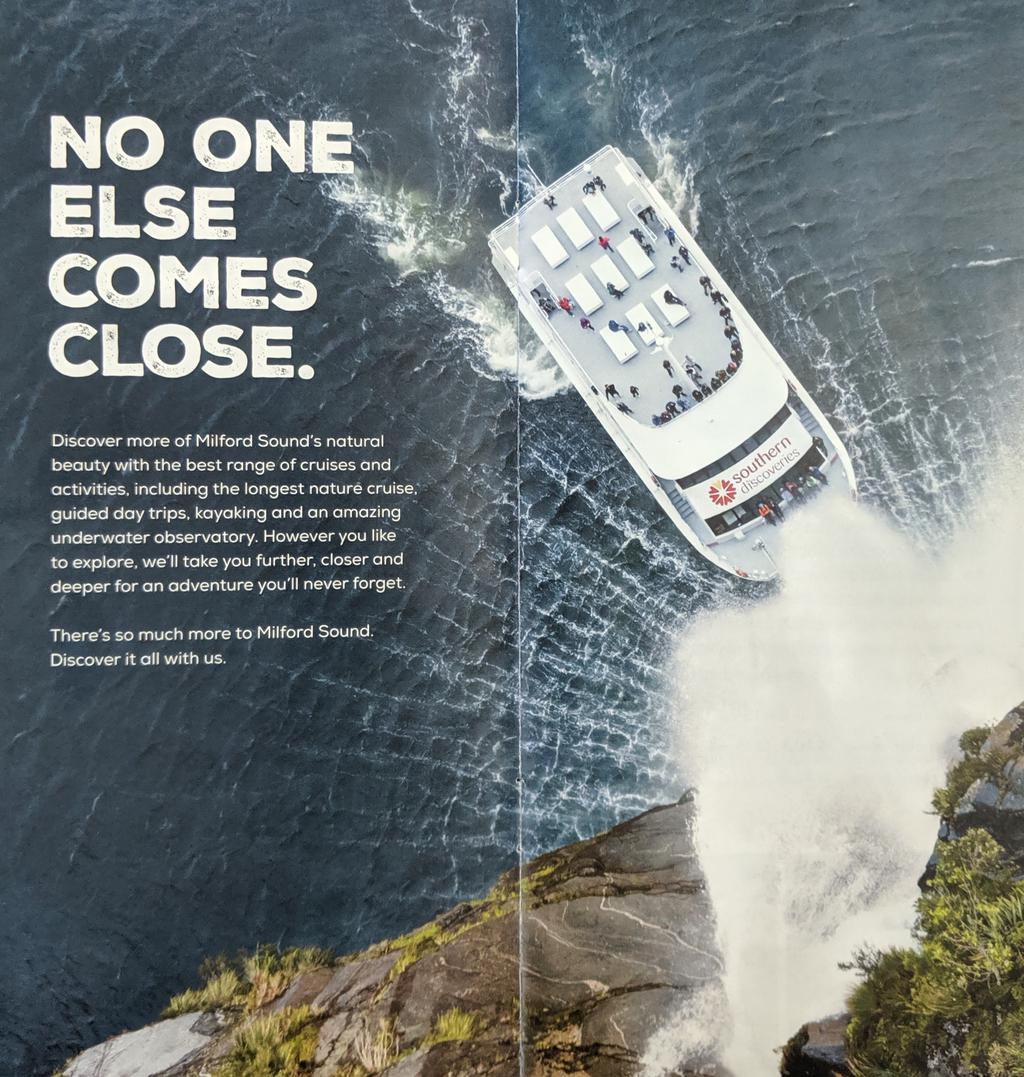 NO ONE
ELSE
COMES
CLOSE.
Discover more of Milford Sound's natural
beauty with the best range of cruises and
activities, including the longest nature cruise,
guided day trips, kayaking and an amazing
underwater observatory. However you like
to explore, we'll take you further, closer and
deeper for an adventure you'll never forget.
There's so much more to Milford Sound.
Discover it all with us.
southern
discoveries